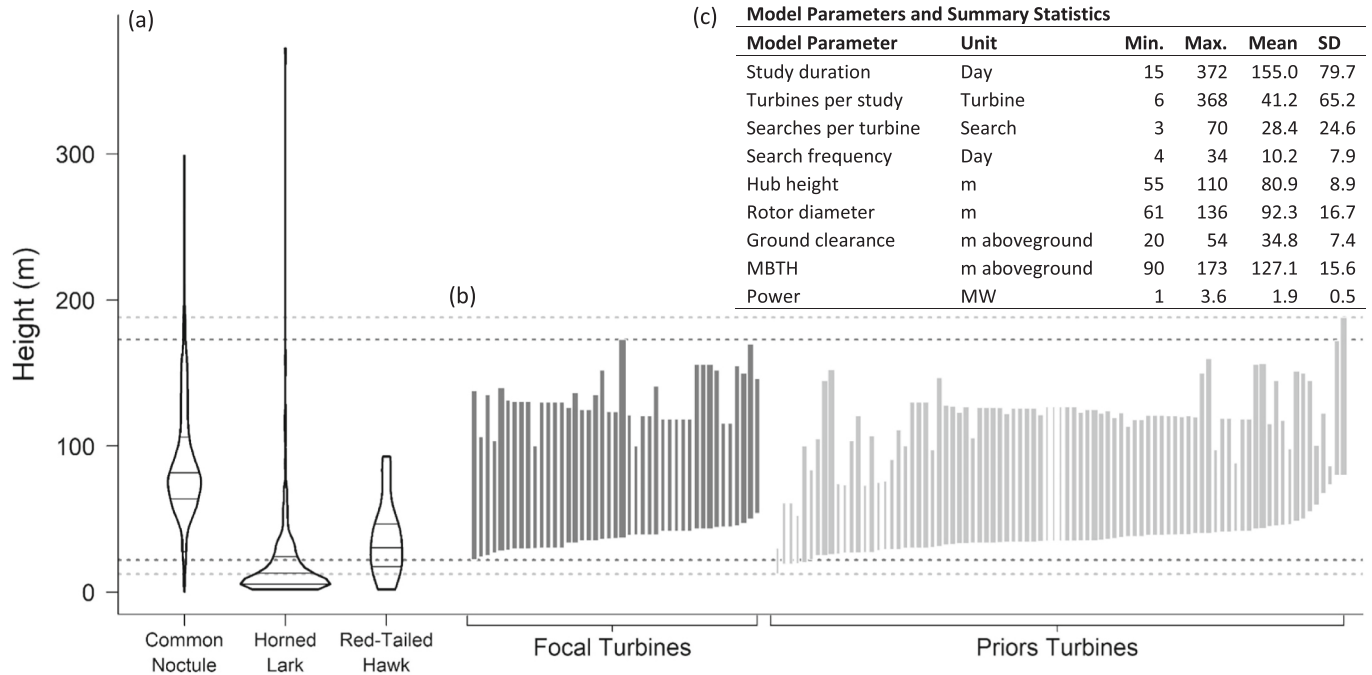 (a)
(c)
Model Parameters and Summary Statistics
Model Parameter Unit Min. Max. Mean SD
Study duration Day 15 372 155.0 79.7
Turbines per study Turbine 6 368 41.2 65.2
Searches per turbine Search 3 70 28.4 24.6
Search frequency Day 4 34 10.2 7.9
Hub height m 55 110 80.9 8.9
Rotor diameter m 61 136 92.3 16.7
Ground clearance m aboveground 20 54 34.8 7.4
MBTH m aboveground 90 173 127.1 15.6
Power MW 1 3.6 1.9 0.5
(b)
Height (m)
300
200
100
0
Common
Noctule
Horned
Lark
Red-Tailed
Hawk
Focal Turbines
Priors Turbines